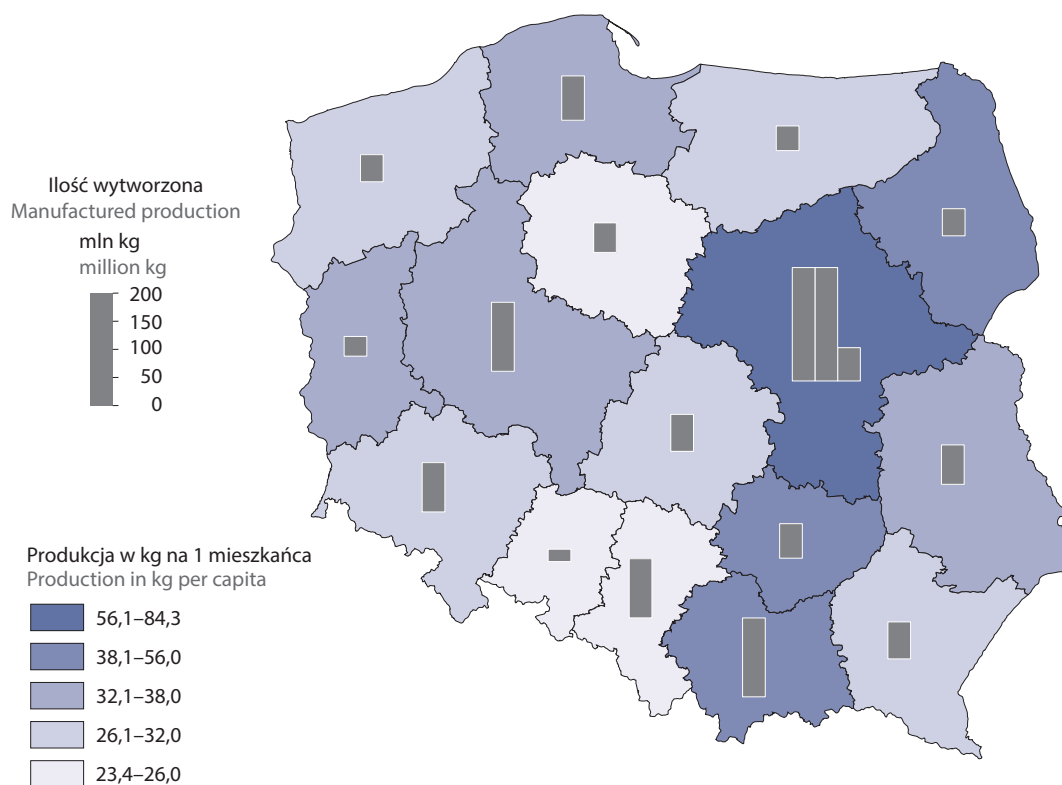 Ilość wytworzona
Manufactured production
mln kg
million kg
200
150
100
50
0
Produkcja w kg na 1 mieszkańca
Production in kg per capita
56,1–84,3
38,1–56,0
32,1–38,0
26,1–32,0
23,4–26,0